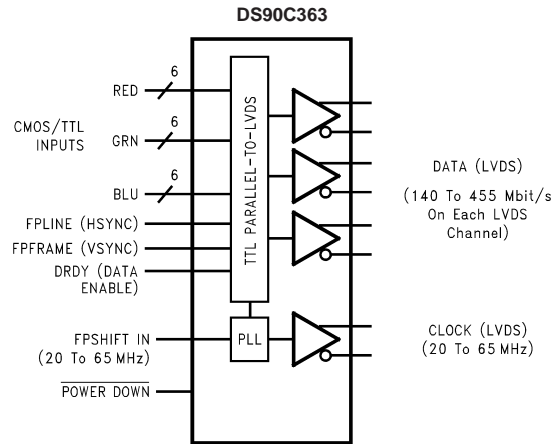 DS90C363
6
RED
6
CMOS/TTL
INPUTS
GRN
6
BLU
FPLINE (HSYNC)
FPFRAME (VSYNC)
DRDY (DATA
ENABLE)
FPSHIFT IN
(20 To 65 MHz)
POWER DOWN
TTL PARALLEL-TO-LVDS
PLL
DATA (LVDS)
(140 To 455 Mbit/s
On Each LVDS
Channel)
CLOCK (LVDS)
(20 To 65 MHz)